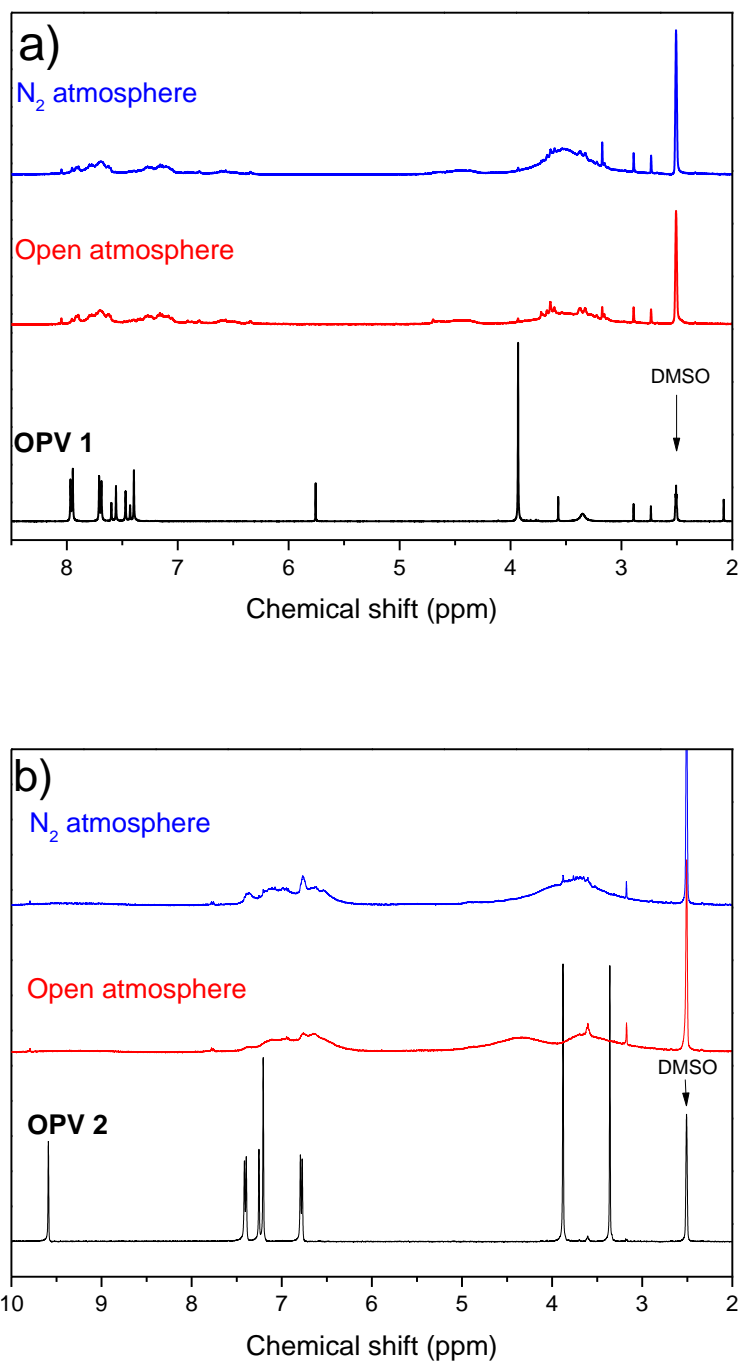 a)
N2 atmosphere
Open atmosphere
DMSO
OPV 1
8 7 6 5 4 3 2
Chemical shift (ppm)
b)
N2 atmosphere
Open atmosphere
DMSO
OPV 2
10 9 8 7 6 5 4 3 2
Chemical shift (ppm)